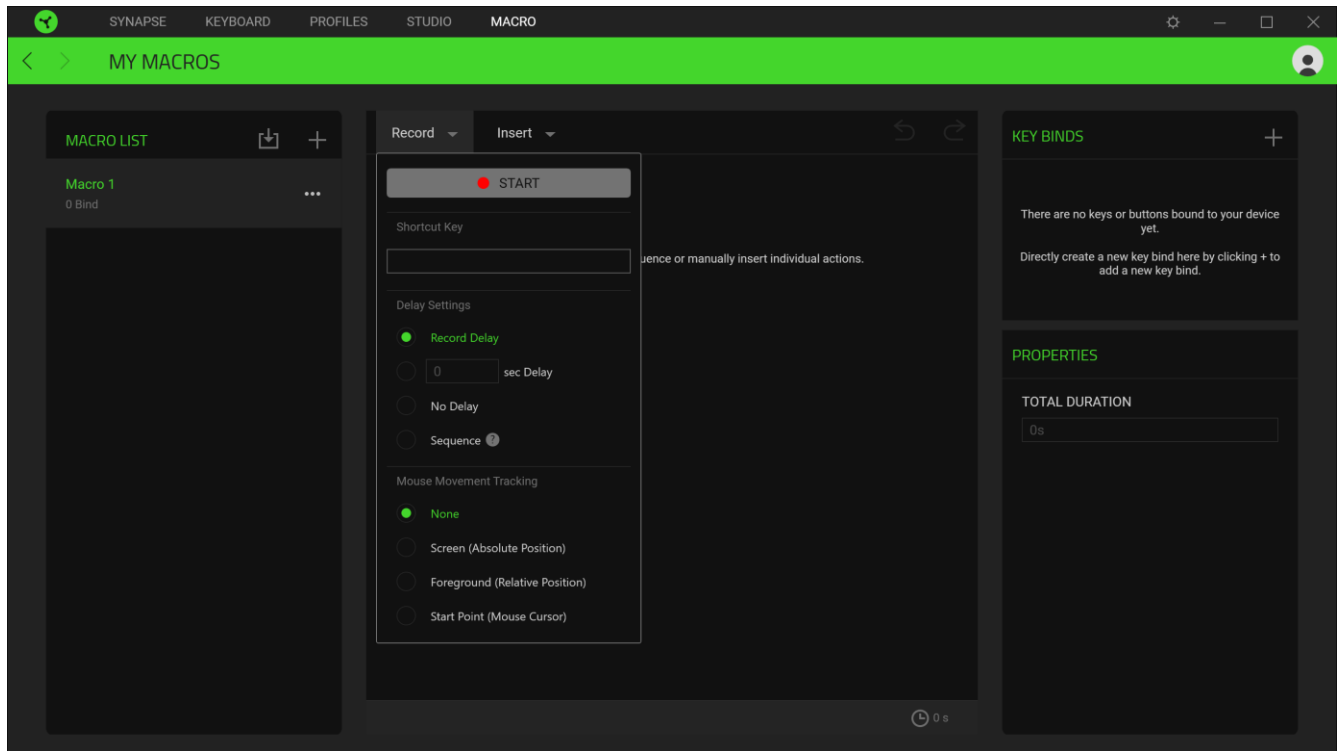 SYNAPSE KEYBOARD PROFILES STUDIO MACRO
MY MACROS
MACRO LIST
Macro 1
0 Bind
Record Insert
START
Shortcut Key
uence or manually insert individual actions.
Delay Settings
Record Delay
0 sec Delay
No Delay
Sequence ?
Mouse Movement Tracking
None
Screen (Absolute Position)
Foreground (Relative Position)
Start Point (Mouse Cursor)
0 s
KEY BINDS
There are no keys or buttons bound to your device
yet.
Directly create a new key bind here by clicking + to
add a new key bind.
PROPERTIES
TOTAL DURATION
0s